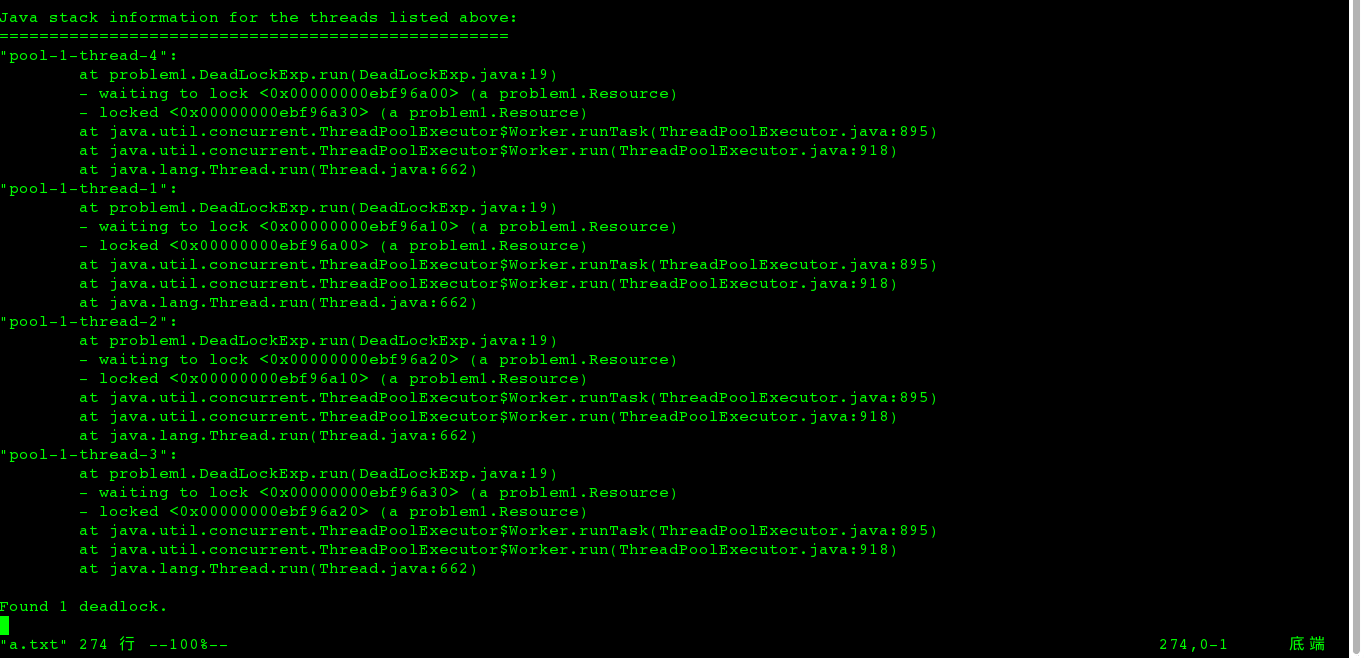 Java stack information for the threads listed above:
===================================================
"pool-1-thread-4":
        at problem1.DeadLockExp.run(DeadLockExp.java:19)
        - waiting to lock <0x00000000ebf96a00> (a problem1.Resource)
        - locked <0x00000000ebf96a30> (a problem1.Resource)
        at java.util.concurrent.ThreadPoolExecutor$Worker.runTask(ThreadPoolExecutor.java:895)
        at java.util.concurrent.ThreadPoolExecutor$Worker.run(ThreadPoolExecutor.java:918)
        at java.lang.Thread.run(Thread.java:662)
"pool-1-thread-1":
        at problem1.DeadLockExp.run(DeadLockExp.java:19)
        - waiting to lock <0x00000000ebf96a10> (a problem1.Resource)
        - locked <0x00000000ebf96a00> (a problem1.Resource)
        at java.util.concurrent.ThreadPoolExecutor$Worker.runTask(ThreadPoolExecutor.java:895)
        at java.util.concurrent.ThreadPoolExecutor$Worker.run(ThreadPoolExecutor.java:918)
        at java.lang.Thread.run(Thread.java:662)
"pool-1-thread-2":
        at problem1.DeadLockExp.run(DeadLockExp.java:19)
        - waiting to lock <0x00000000ebf96a20> (a problem1.Resource)
        - locked <0x00000000ebf96a10> (a problem1.Resource)
        at java.util.concurrent.ThreadPoolExecutor$Worker.runTask(ThreadPoolExecutor.java:895)
        at java.util.concurrent.ThreadPoolExecutor$Worker.run(ThreadPoolExecutor.java:918)
        at java.lang.Thread.run(Thread.java:662)
"pool-1-thread-3":
        at problem1.DeadLockExp.run(DeadLockExp.java:19)
        - waiting to lock <0x00000000ebf96a30> (a problem1.Resource)
        - locked <0x00000000ebf96a20> (a problem1.Resource)
        at java.util.concurrent.ThreadPoolExecutor$Worker.runTask(ThreadPoolExecutor.java:895)
        at java.util.concurrent.ThreadPoolExecutor$Worker.run(ThreadPoolExecutor.java:918)
        at java.lang.Thread.run(Thread.java:662)
Found 1 deadlock.
"a.txt" 274 行 --100%-- 274,0-1 底端